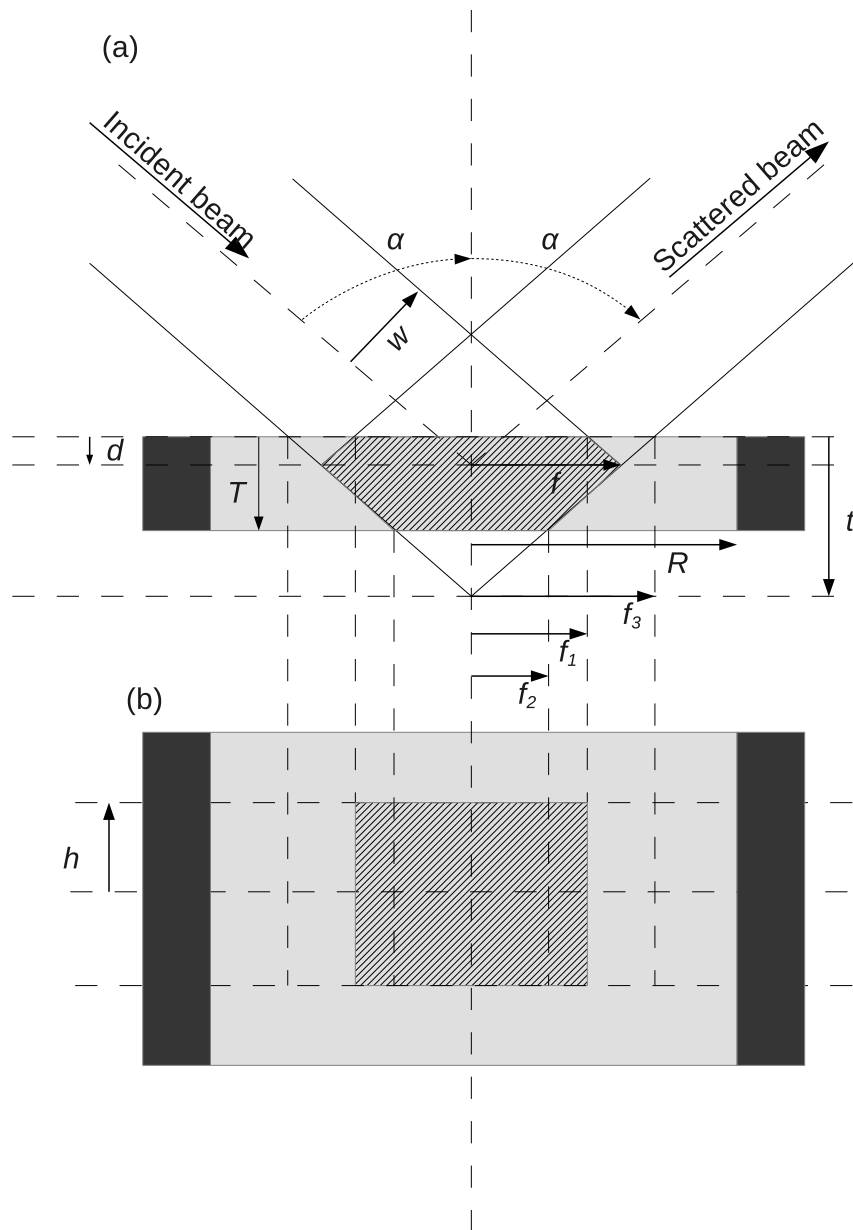 (a)
Incident beam
Scattered beam
α
α
w
d
f
T
t
R
f3
f1
f2
(b)
h